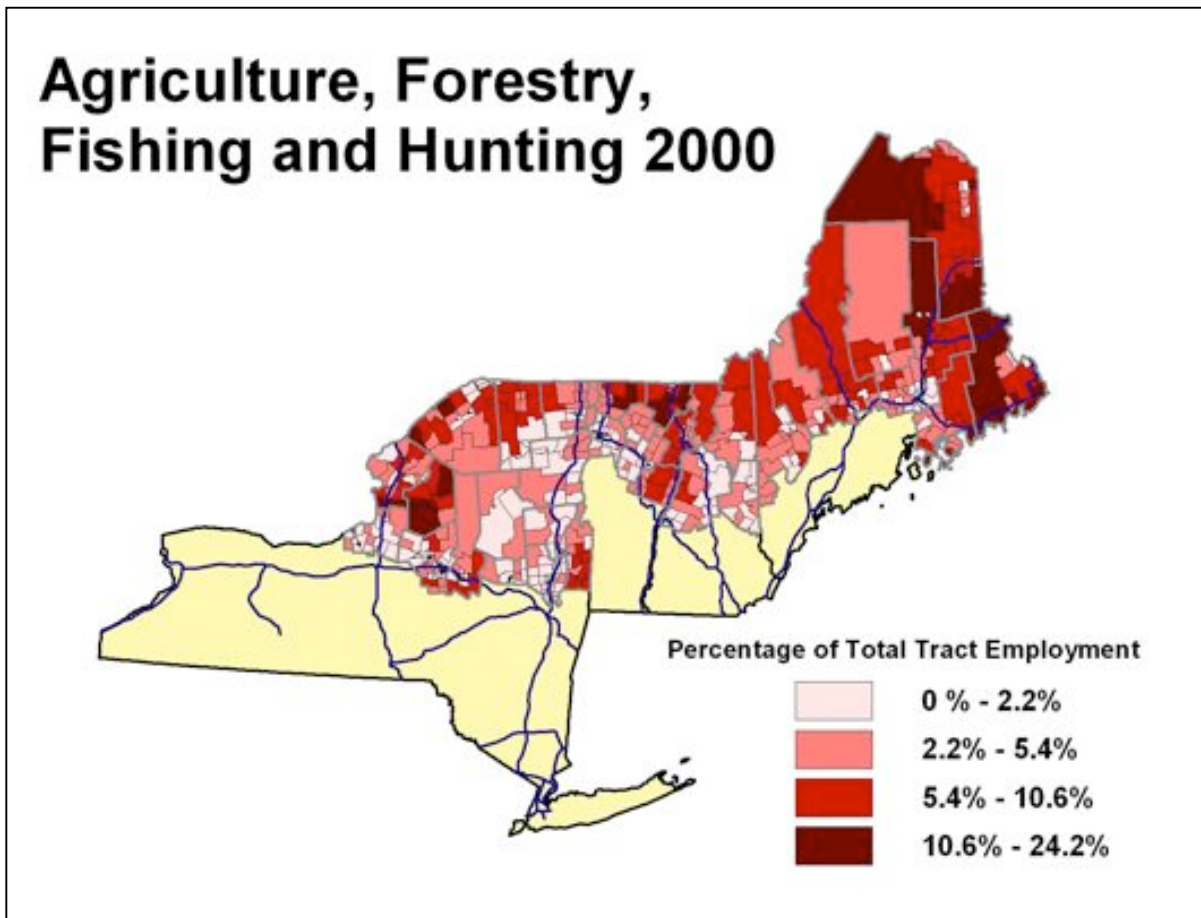 Agriculture, Forestry,
Fishing and Hunting 2000
Percentage of Total Tract Employment
0 % - 2.2%
2.2% - 5.4%
5.4% - 10.6%
10.6% - 24.2%